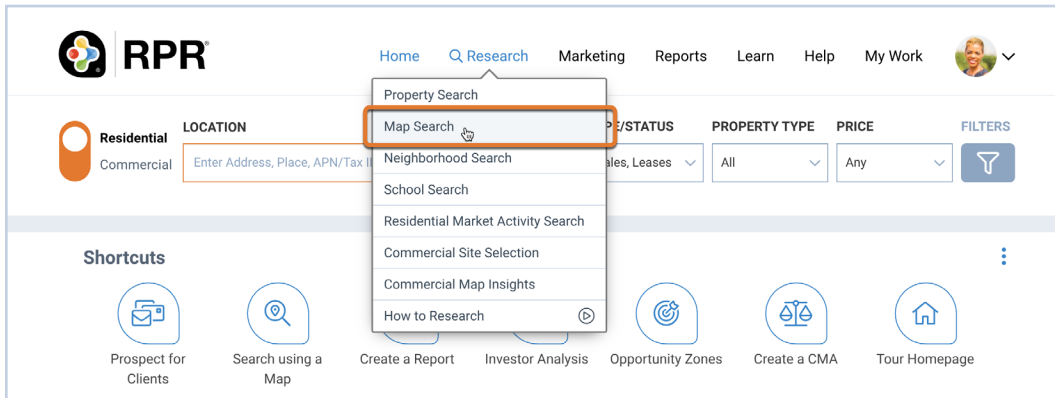 RPR®
Home
Research
Marketing
Reports
Learn
Help
My Work
Property Search
Map Search
Neighborhood Search
School Search
Residential Market Activity Search
Commercial Site Selection
Commercial Map Insights
How to Research
Residential
Commercial
LOCATION
Enter Address, Place, APN/Tax
E/STATUS
ales, Leases
PROPERTY TYPE
All
PRICE
Any
FILTERS
Shortcuts
Prospect for
Clients
Search using a
Map
Create a Report
Investor Analysis
Opportunity Zones
Create a CMA
Tour Homepage